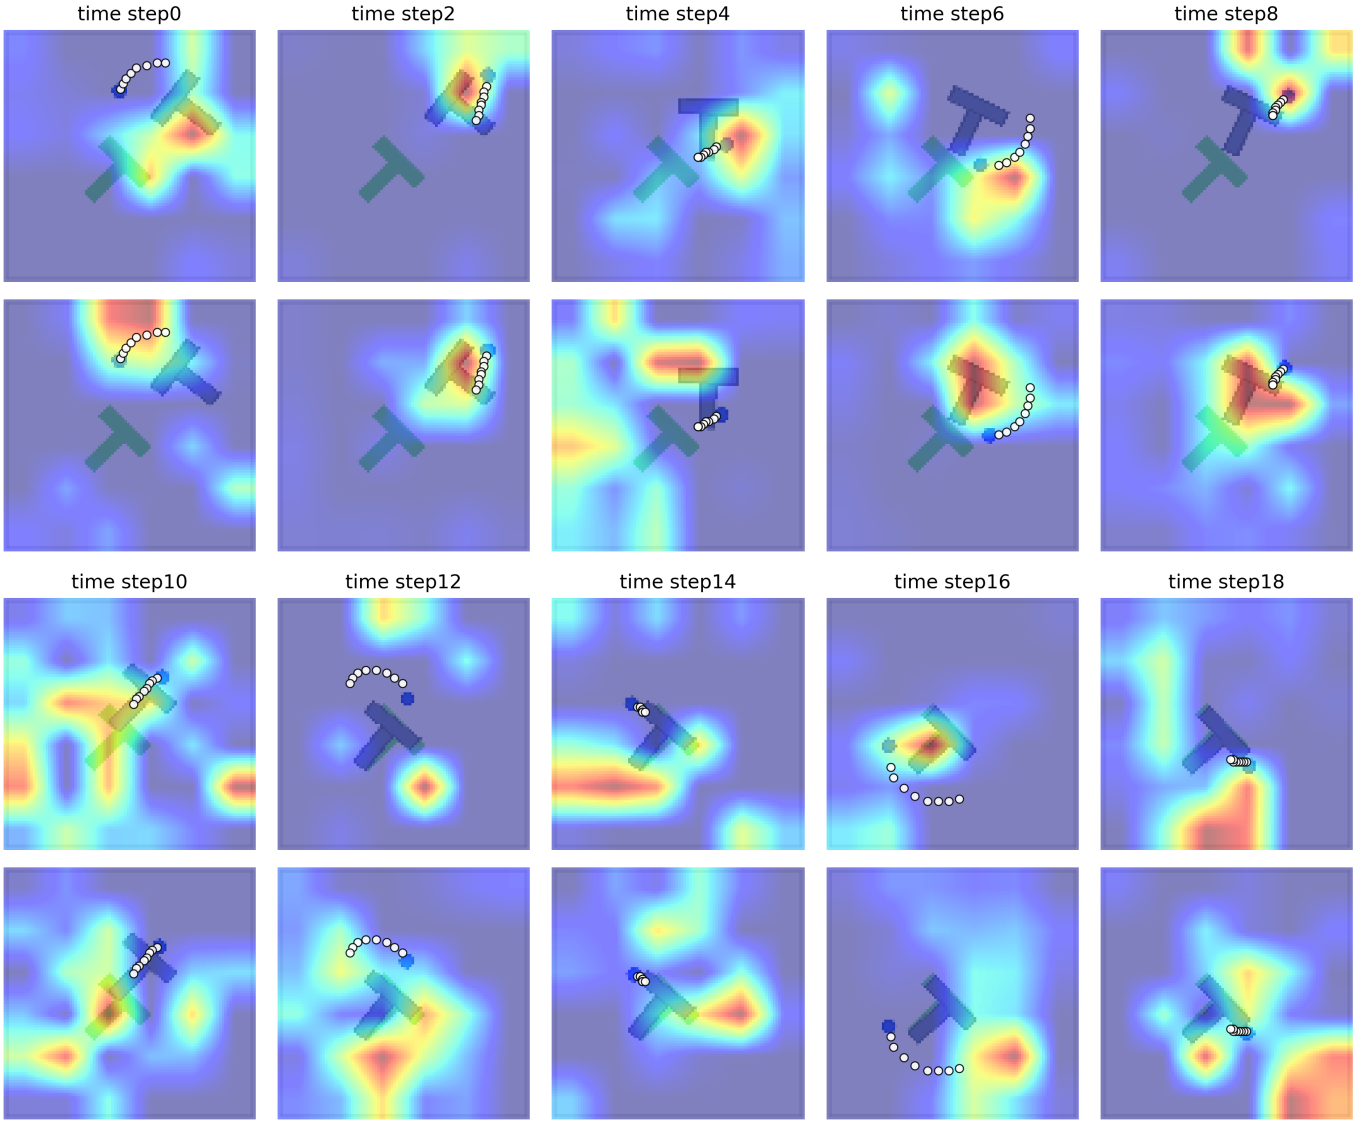 time step0
time step2
time step4
time step6
time step8
time step10
time step12
time step14
time step16
time step18